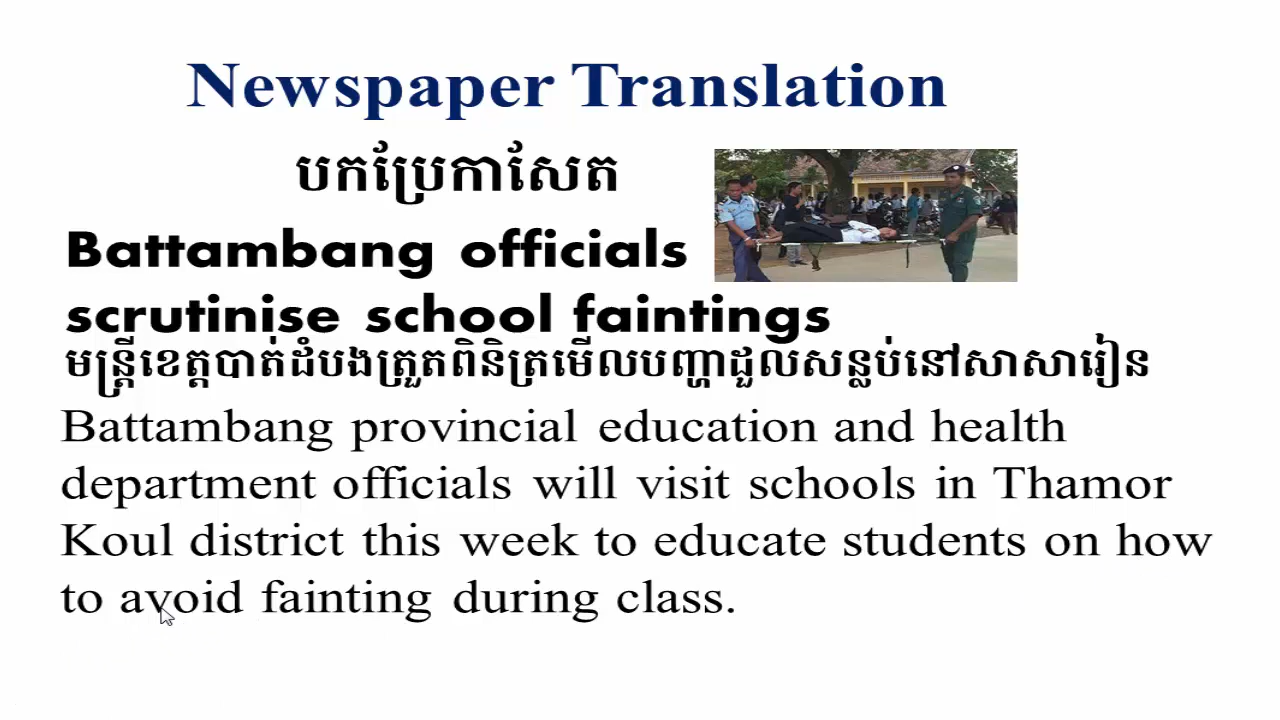 Newspaper Translation
បកប្រែកាសែត
Battambang officials
scrutinise school faintings
មន្ត្រីខេត្តបាត់ដំបងត្រួតពិនិត្រមើលបញ្ហាដួលសន្លប់នៅសាសារៀន
Battambang provincial education and health
department officials will visit schools in Thamor
Koul district this week to educate students on how
to avoid fainting during class.